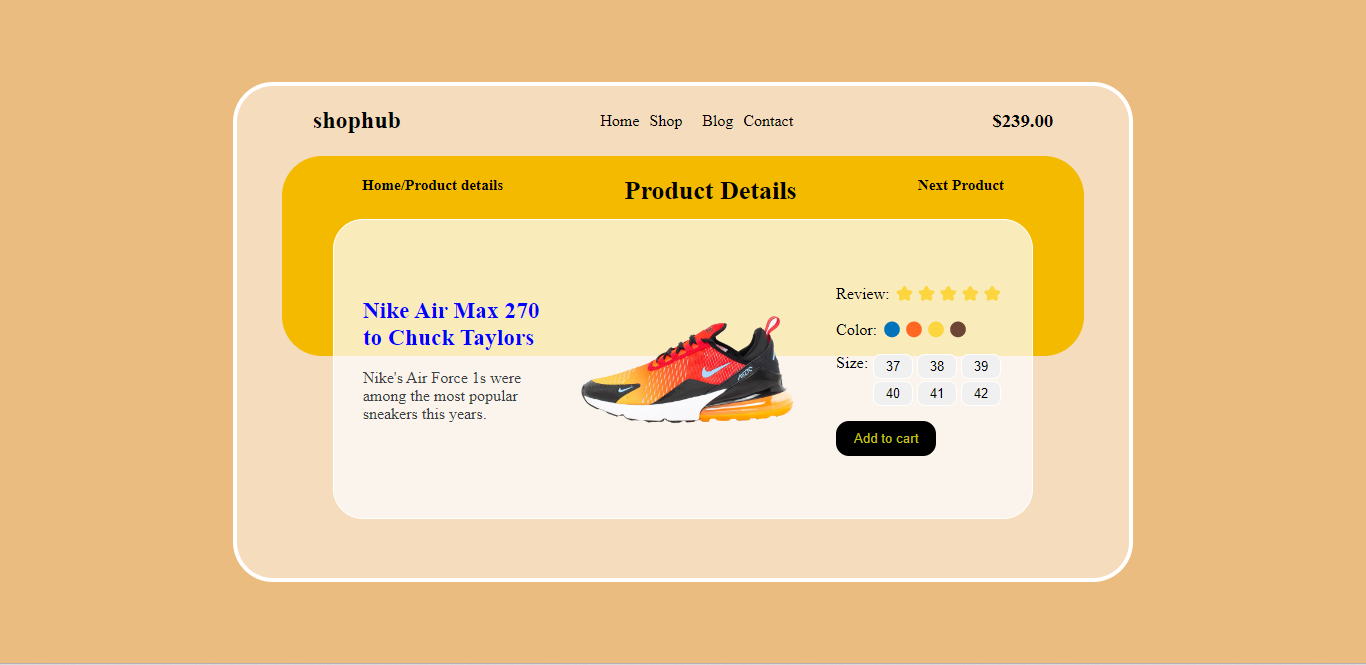 shophub
Home Shop Blog Contact
$239.00
Home/Product details
Product Details
Next Product
Nike Air Max 270
to Chuck Taylors
Nike's Air Force 1s were
among the most popular
sneakers this years.
Review:
Color:
Size:
37 38 39
40 41 42
Add to cart